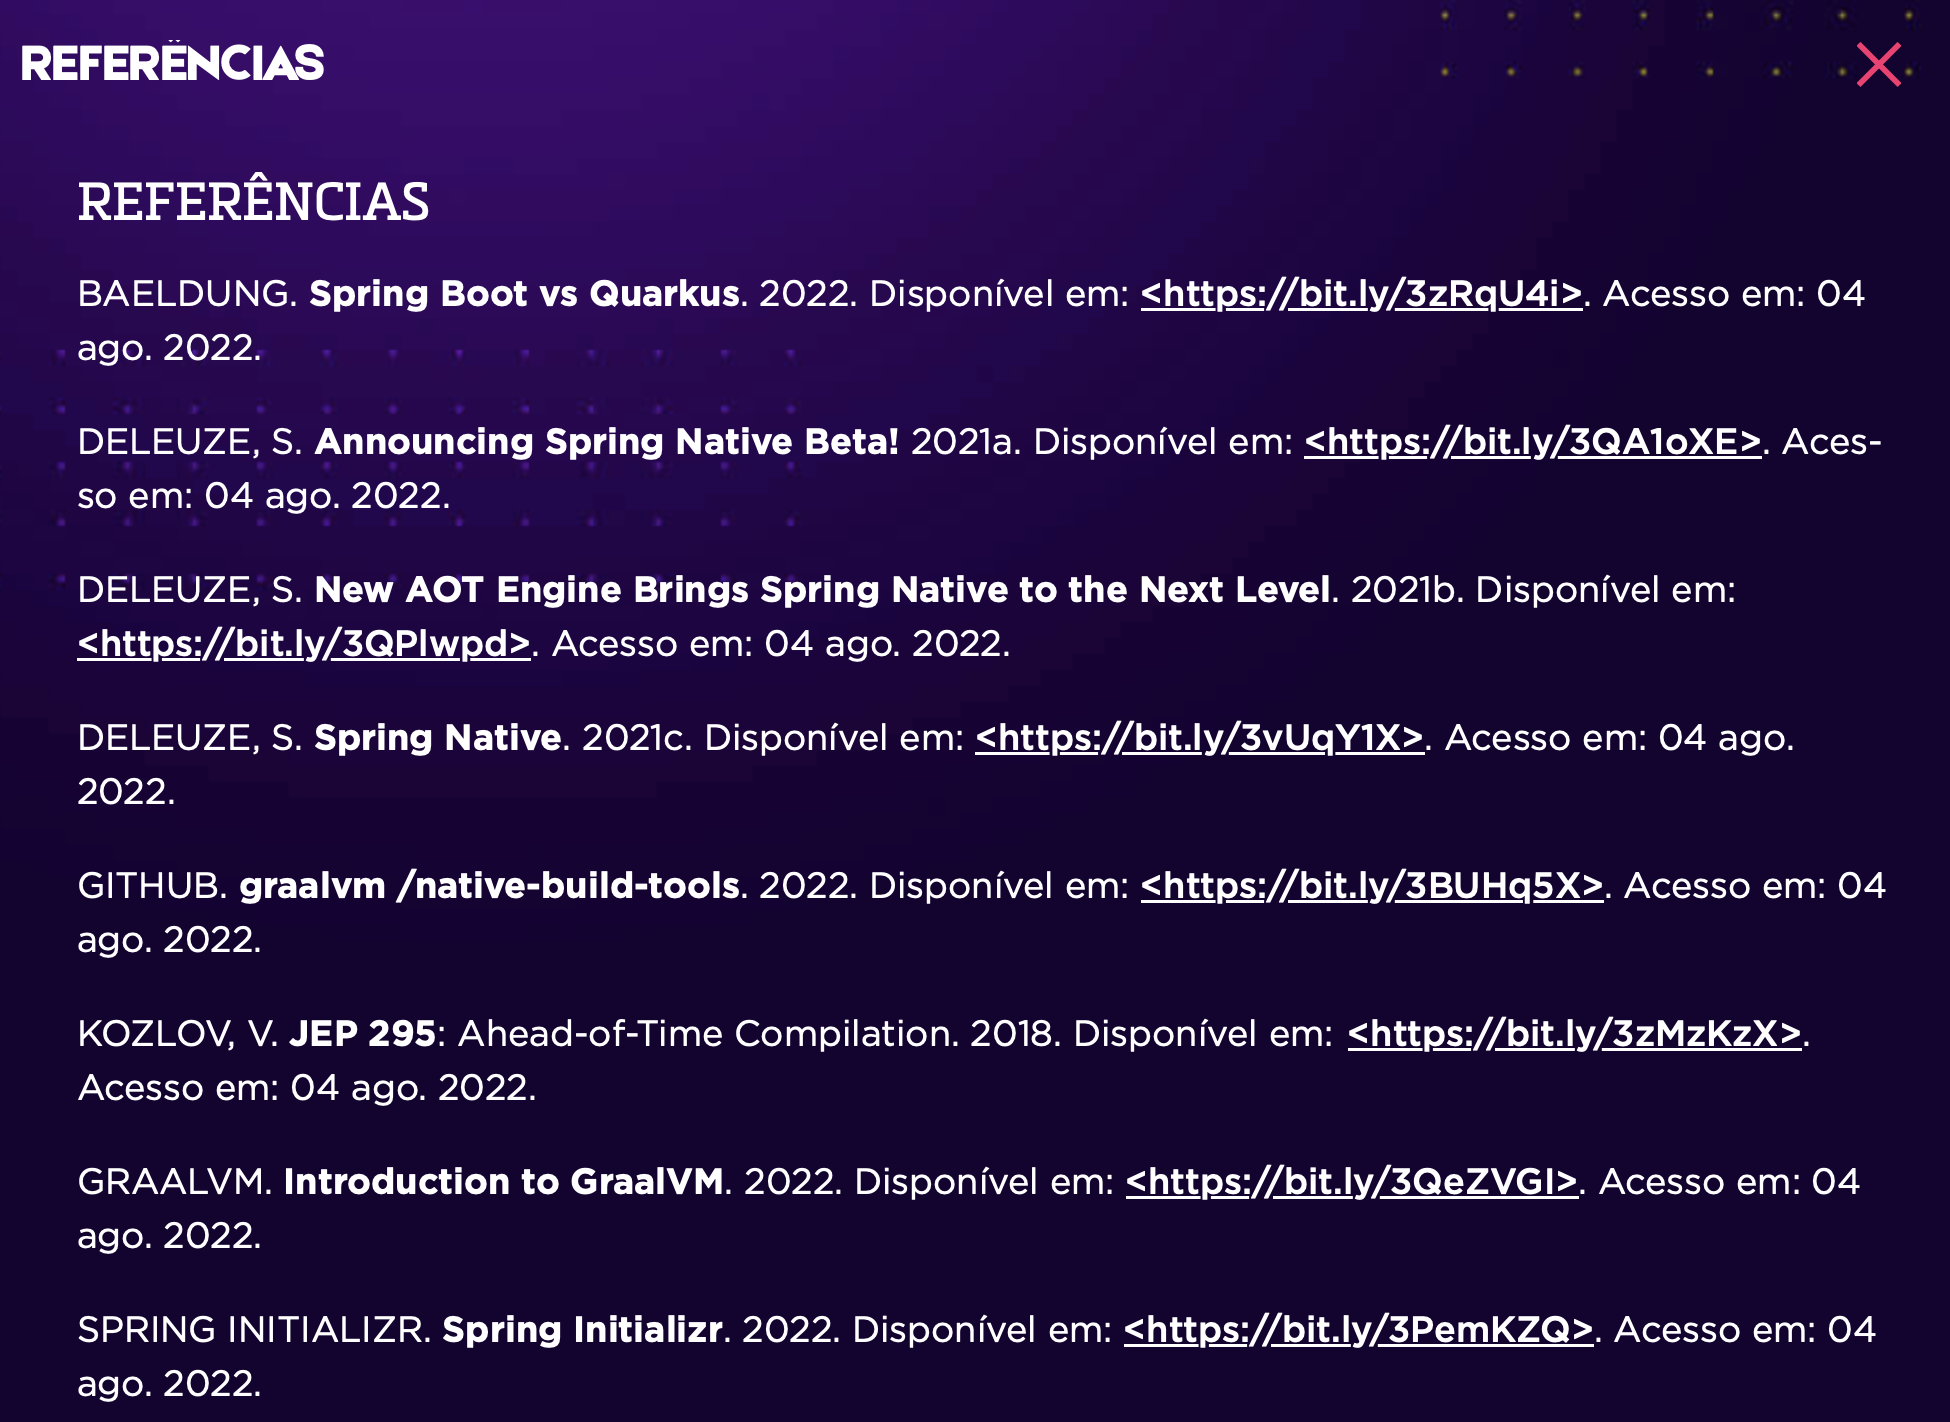 REFERÊNCIAS
REFERÊNCIAS
BAELDUNG. Spring Boot vs Quarkus. 2022. Disponível em: <https://bit.ly/3zRqU4i>. Acesso em: 04
ago. 2022.
DELEUZE, S. Announcing Spring Native Beta! 2021a. Disponível em: <https://bit.ly/3QA1oXE>. Aces-
so em: 04 ago. 2022.
DELEUZE, S. New AOT Engine Brings Spring Native to the Next Level. 2021b. Disponível em:
<https://bit.ly/3QPlwpd>. Acesso em: 04 ago. 2022.
DELEUZE, S. Spring Native. 2021c. Disponível em: <https://bit.ly/3vUqY1X>. Acesso em: 04 ago.
2022.
GITHUB. graalvm /native-build-tools. 2022. Disponível em: <https://bit.ly/3BUHq5X>. Acesso em: 04
ago. 2022.
KOZLOV, V. JEP 295: Ahead-of-Time Compilation. 2018. Disponível em: <https://bit.ly/3zMzKzX>.
Acesso em: 04 ago. 2022.
GRAALVM. Introduction to GraalVM. 2022. Disponível em: <https://bit.ly/3QeZVGI>. Acesso em: 04
ago. 2022.
SPRING INITIALIZR. Spring Initializr. 2022. Disponível em: <https://bit.ly/3PemKZQ>. Acesso em: 04
ago. 2022.